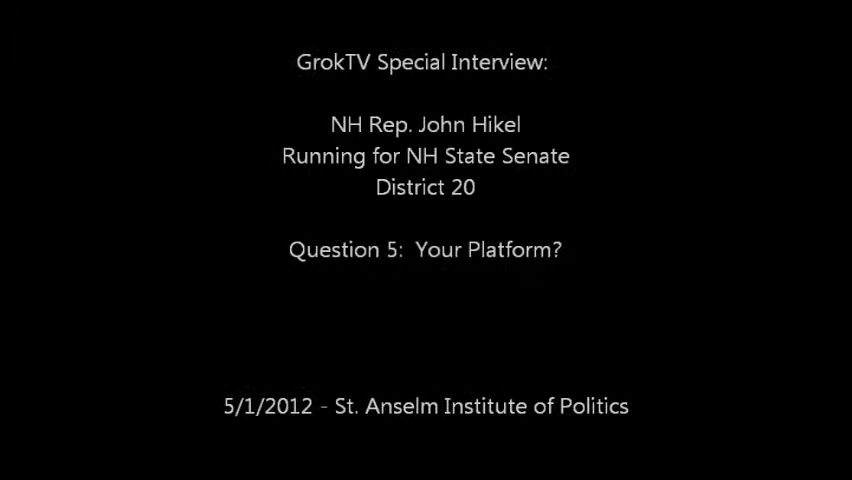 GrokTV Special Interview:
NH Rep. John Hikel
Running for NH State Senate
District 20
Question 5:  Your Platform?
5/1/2012 - St. Anselm Institute of Politics